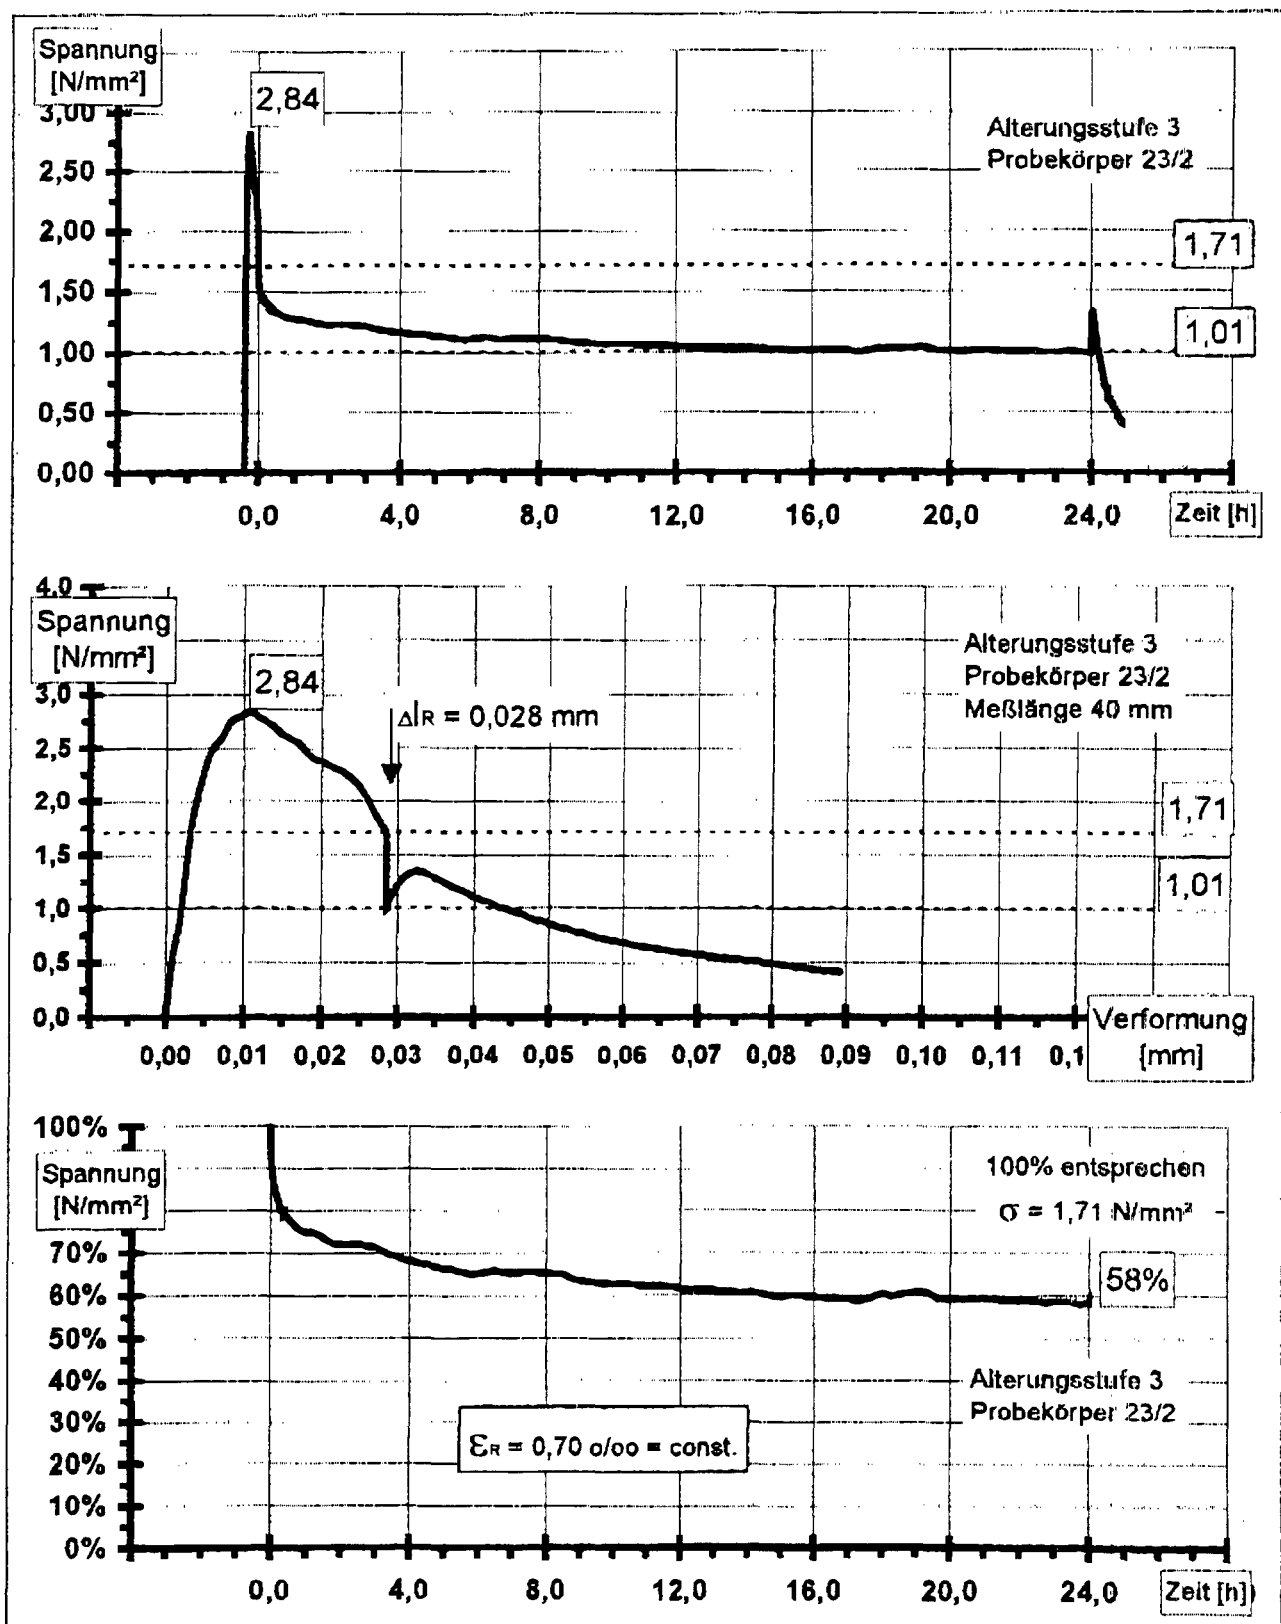 Spannung
[N/mm²]
2,84
3,00
Alterungsstufe 3
Probekörper 23/2
2,50
2,00
1,71
1,50
1,01
1,00
0,50
0,00
0,0 4,0 8,0 12,0 16,0 20,0 24,0 Zeit [h]
4,0
Spannung
[N/mm²]
Alterungsstufe 3
Probekörper 23/2
Meßlänge 40 mm
2,84
3,0
ΔlR = 0,028 mm
2,5
2,0
1,71
1,5
1,01
1,0
0,5
0,0
Verformung
[mm]
0,00 0,01 0,02 0,03 0,04 0,05 0,06 0,07 0,08 0,09 0,10 0,11 0,1
100%
Spannung
[N/mm²]
100% entsprechen
σ = 1,71 N/mm²
70%
58%
60%
50%
40%
Alterungsstufe 3
Probekörper 23/2
30%
εR = 0,70 o/oo = const.
20%
10%
0%
0,0 4,0 8,0 12,0 16,0 20,0 24,0 Zeit [h]